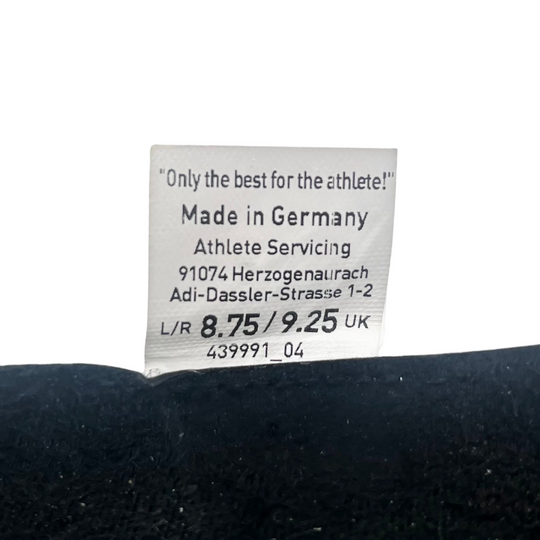 "Only the best for the athlete!"
Made in Germany
Athlete Servicing
91074 Herzogenaurach
Adi-Dassler-Strasse 1-2
L/R 8.75/9.25 UK
439991_04